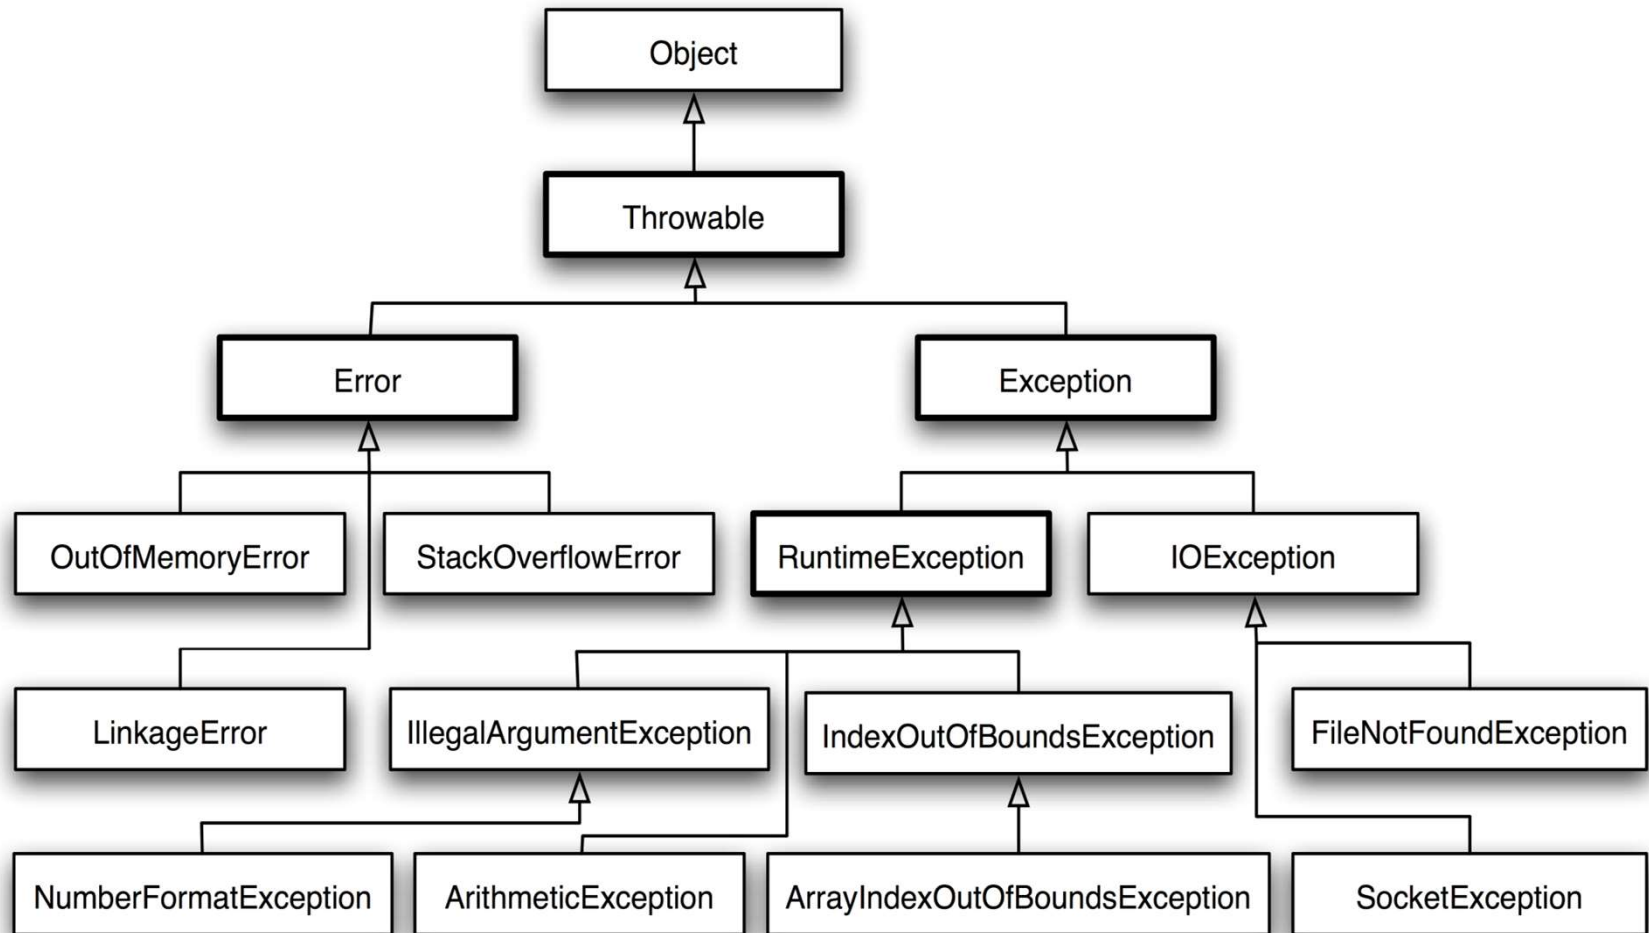 Object
Throwable
Error
Exception
OutOfMemoryError
StackOverflowError
RuntimeException
IOException
LinkageError
IllegalArgumentException
IndexOutOfBoundsException
FileNotFoundException
NumberFormatException
ArithmeticException
ArrayIndexOutOfBoundsException
SocketException